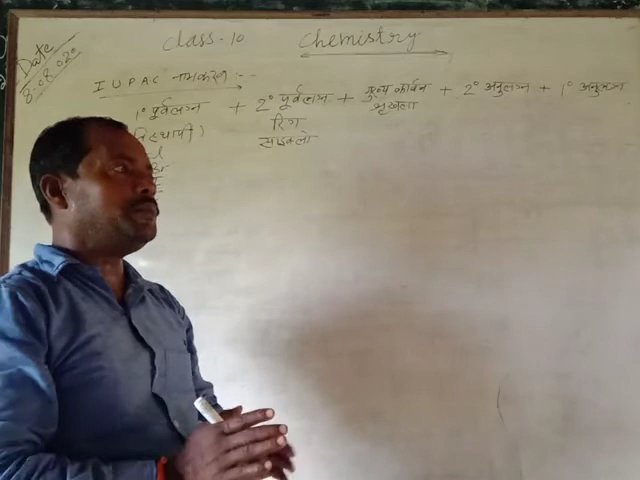 Date
8.08.020
Class-10 Chemistry
IUPAC नामकरण :--
1° पूर्वलग्न + 2° पूर्वलग्न + मुख्य कार्बन + 2° अनुलग्न + 1° अनुलग्न
रिंग शृंखला
साइक्लो